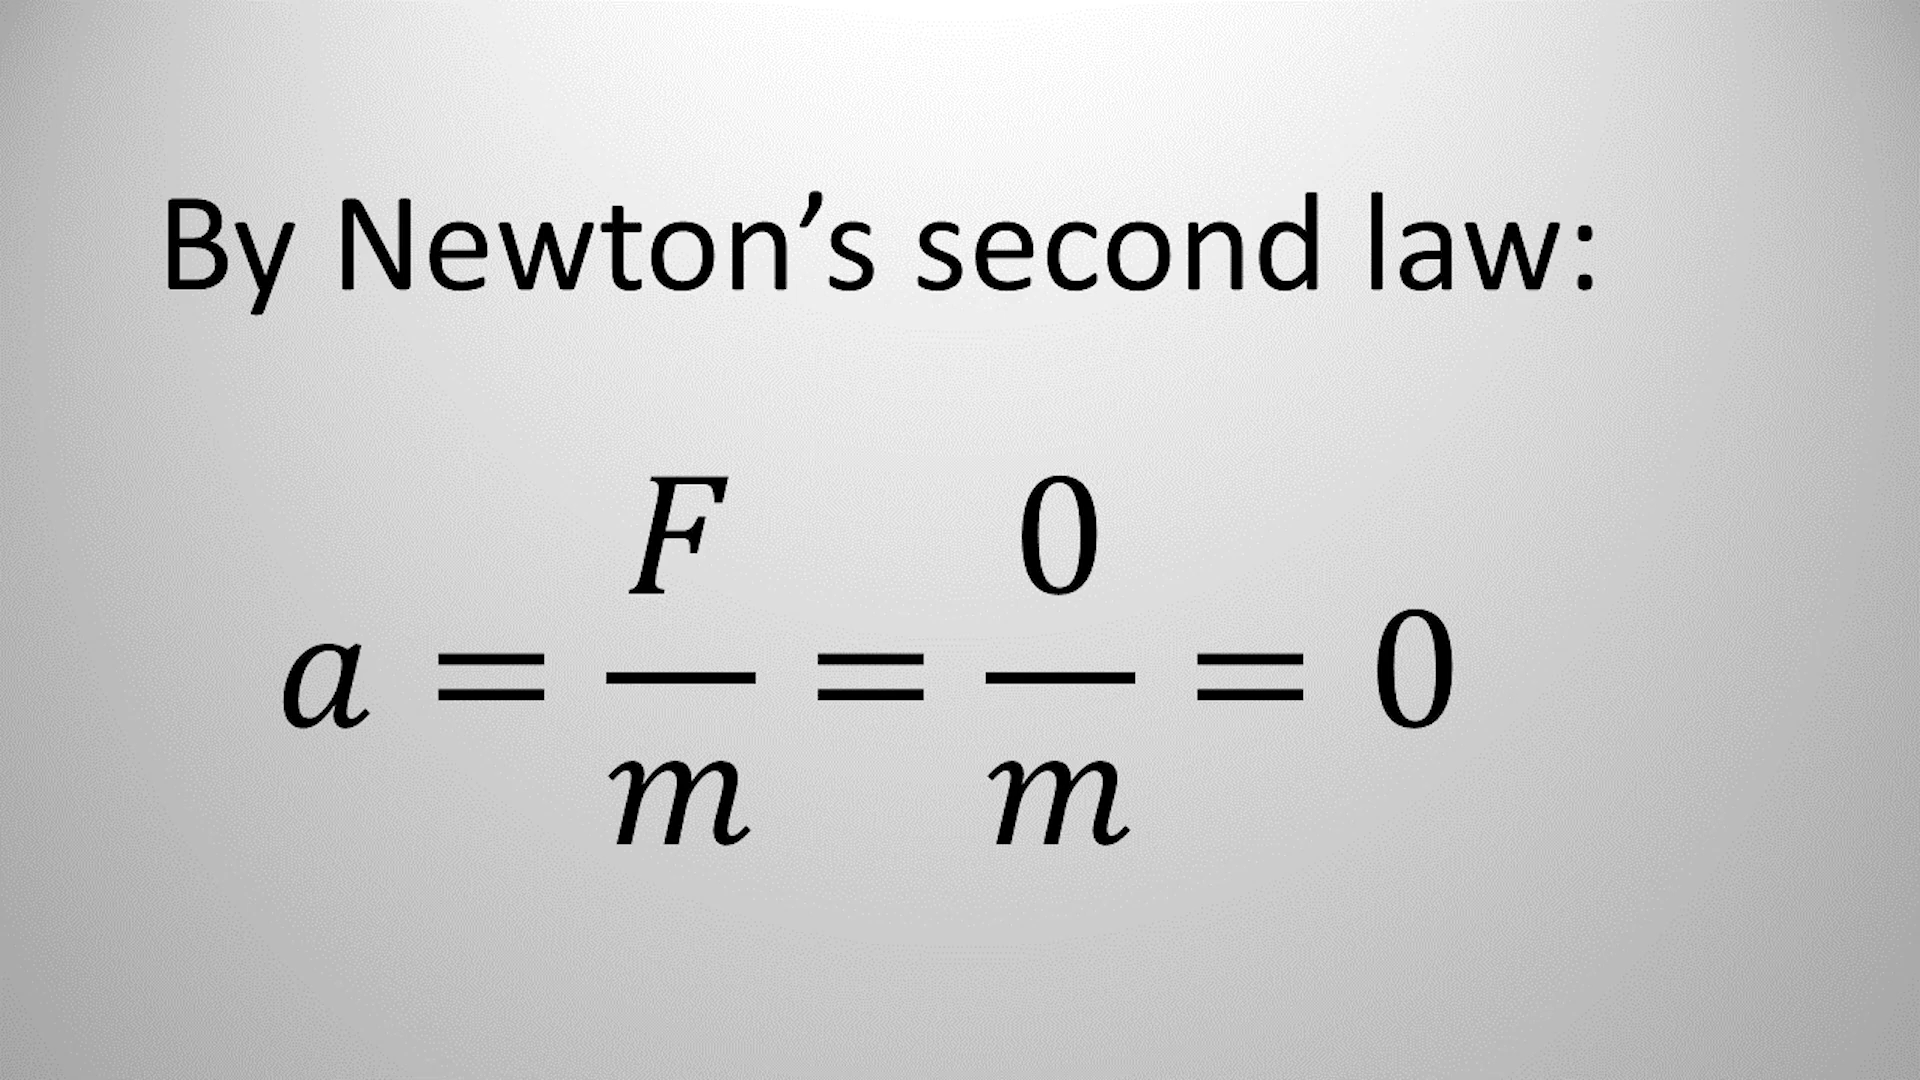 By Newton’s second law:
a = F/m = 0/m = 0